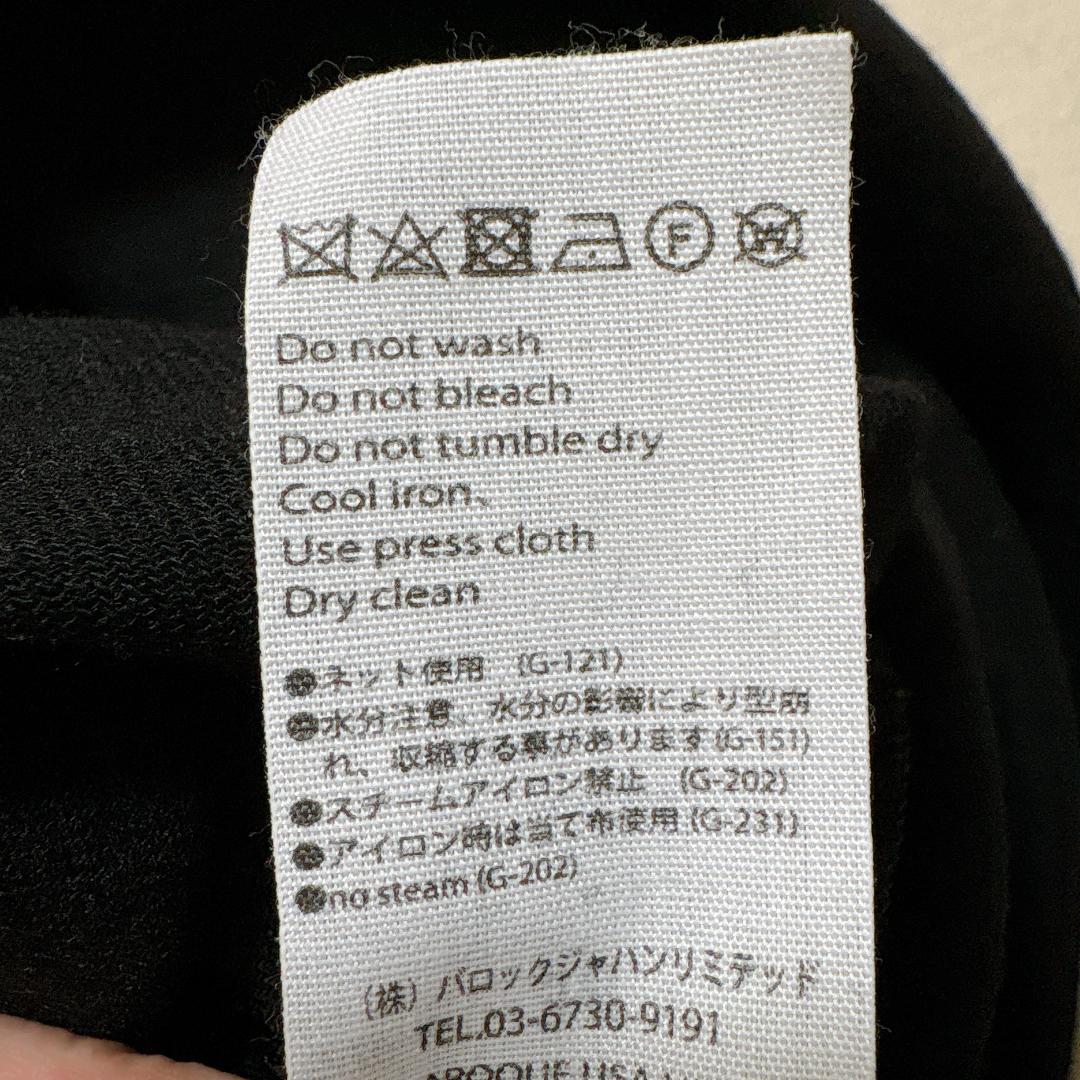 F W
Do not wash
Do not bleach
Do not tumble dry
Cool iron、
Use press cloth
Dry clean
●ネット使用 (G-121)
●水分注意、水分の影響により型崩
れ、収縮する事があります(G-151)
●スチームアイロン禁止 (G-202)
●アイロン時は当て布使用(G-231)
●no steam (G-202)
(株) バロックジャパンリミテッド
TEL.03-6730-9191